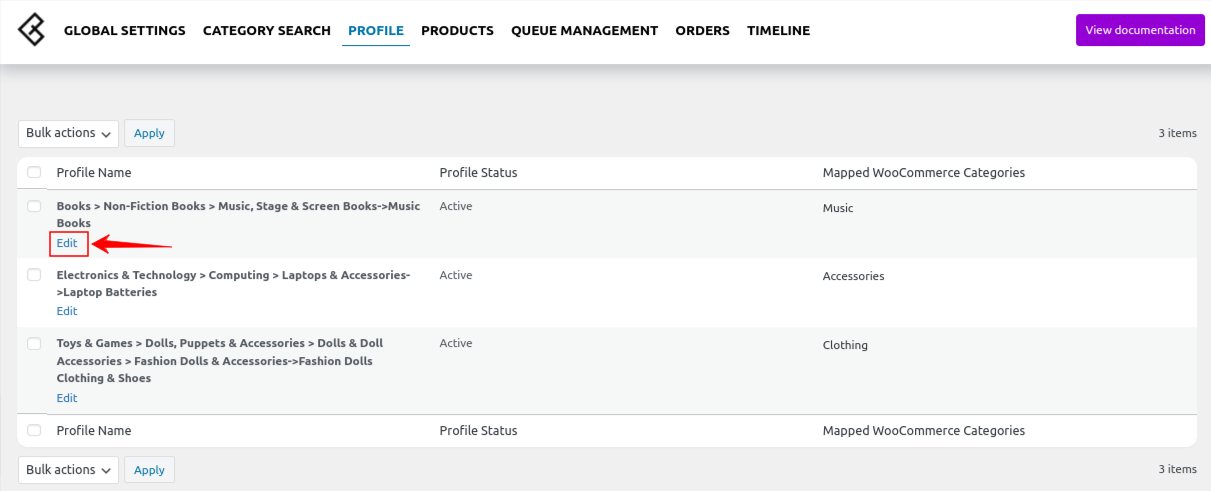 GLOBAL SETTINGS CATEGORY SEARCH PROFILE PRODUCTS QUEUE MANAGEMENT ORDERS TIMELINE View documentation
Bulk actions Apply 3 items
Profile Name Profile Status Mapped WooCommerce Categories
Books > Non-Fiction Books > Music, Stage & Screen Books->Music Active Music
Books
Edit
Electronics & Technology > Computing > Laptops & Accessories- Active Accessories
>Laptop Batteries
Edit
Toys & Games > Dolls, Puppets & Accessories > Dolls & Doll Active Clothing
Accessories > Fashion Dolls & Accessories->Fashion Dolls
Clothing & Shoes
Edit
Profile Name Profile Status Mapped WooCommerce Categories
Bulk actions Apply 3 items